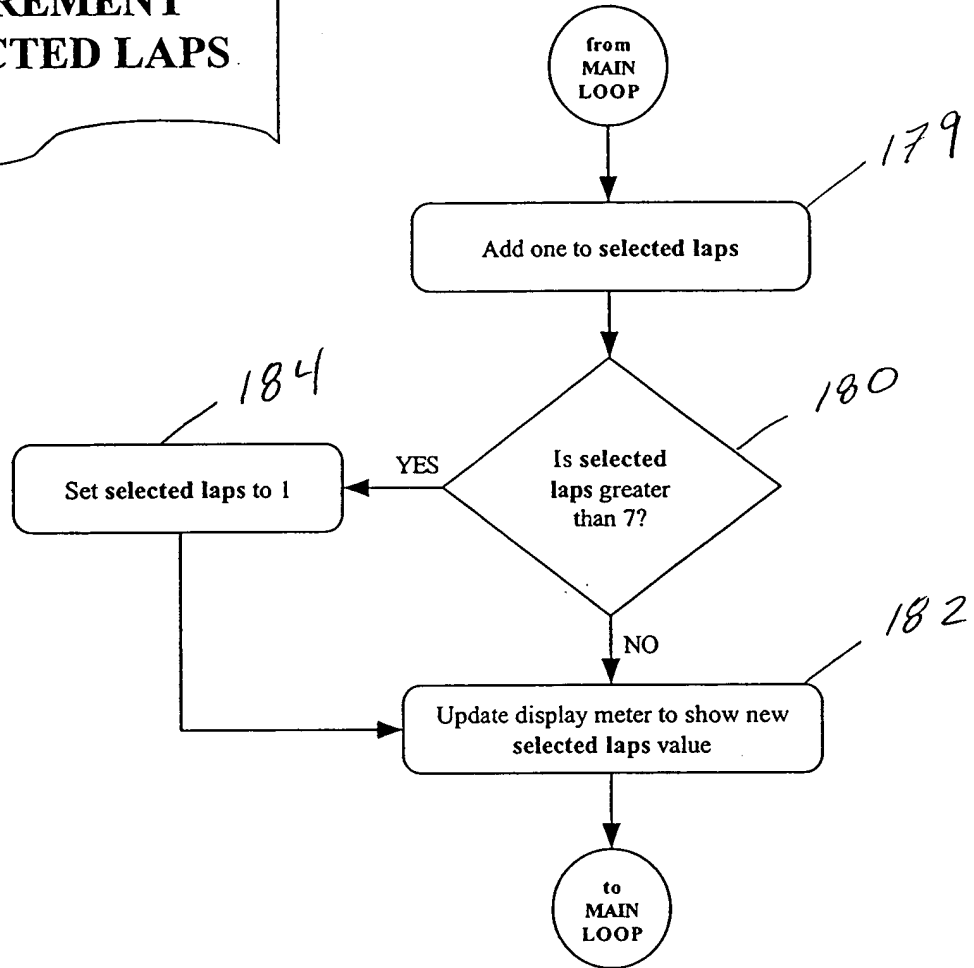 REMENT
CTED LAPS
from
MAIN
LOOP
179
Add one to selected laps
184
180
YES
Set selected laps to 1
Is selected
laps greater
than 7?
182
NO
Update display meter to show new
selected laps value
to
MAIN
LOOP